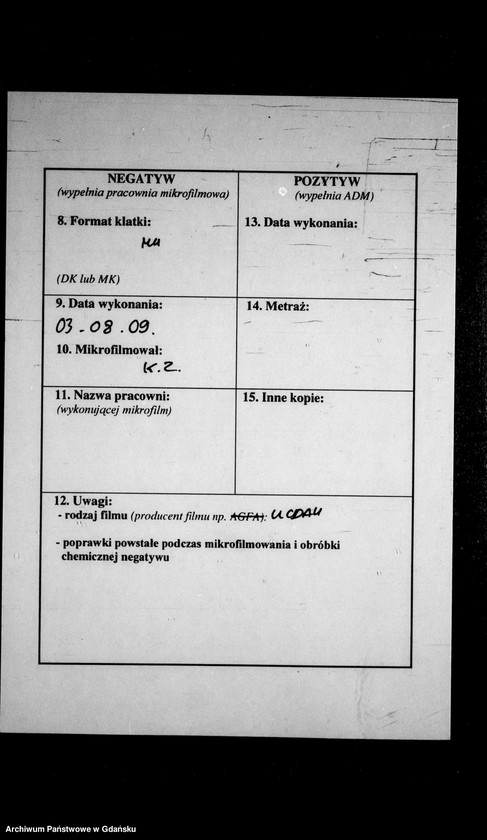 NEGATYW
(wypełnia pracownia mikrofilmowa)
8. Format klatki:
(DK lub MK)
9. Data wykonania:
03 - 08 . 09.
10. Mikrofilmował:
K. Z.
11. Nazwa pracowni:
(wykonującej mikrofilm)
POZYTYW
(wypełnia ADM)
13. Data wykonania:
14. Metraż:
15. Inne kopie:
12. Uwagi:
- rodzaj filmu (producent filmu np. AGFA):
- poprawki powstałe podczas mikrofilmowania i obróbki
chemicznej negatywu
Archiwum Państwowe w Gdańsku